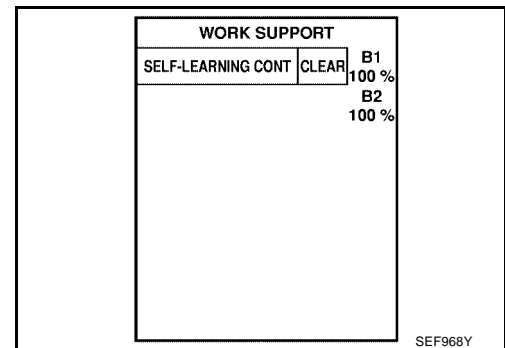 WORK SUPPORT
SELF-LEARNING CONT CLEAR B1
100 %
B2
100 %
SEF968Y